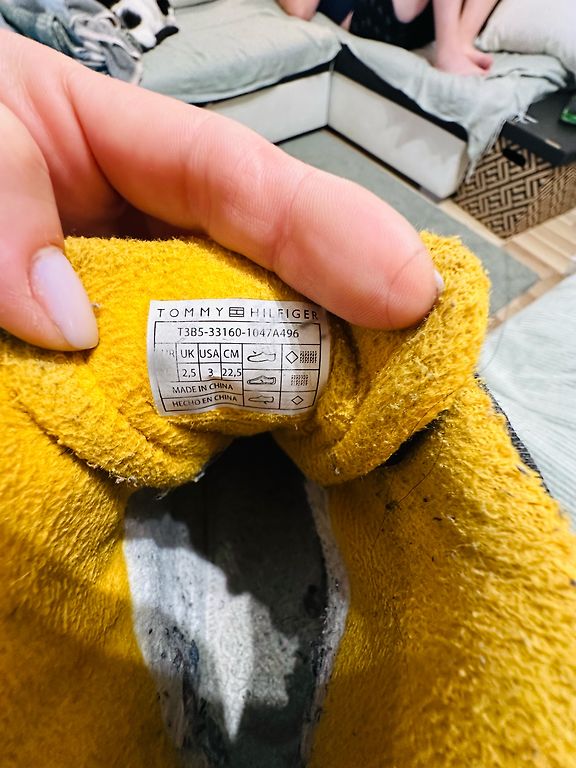 TOMMY HILFIGER
T3B5-33160-1047A496
UK USA CM
2,5 3 22,5
MADE IN CHINA
HECHO EN CHINA